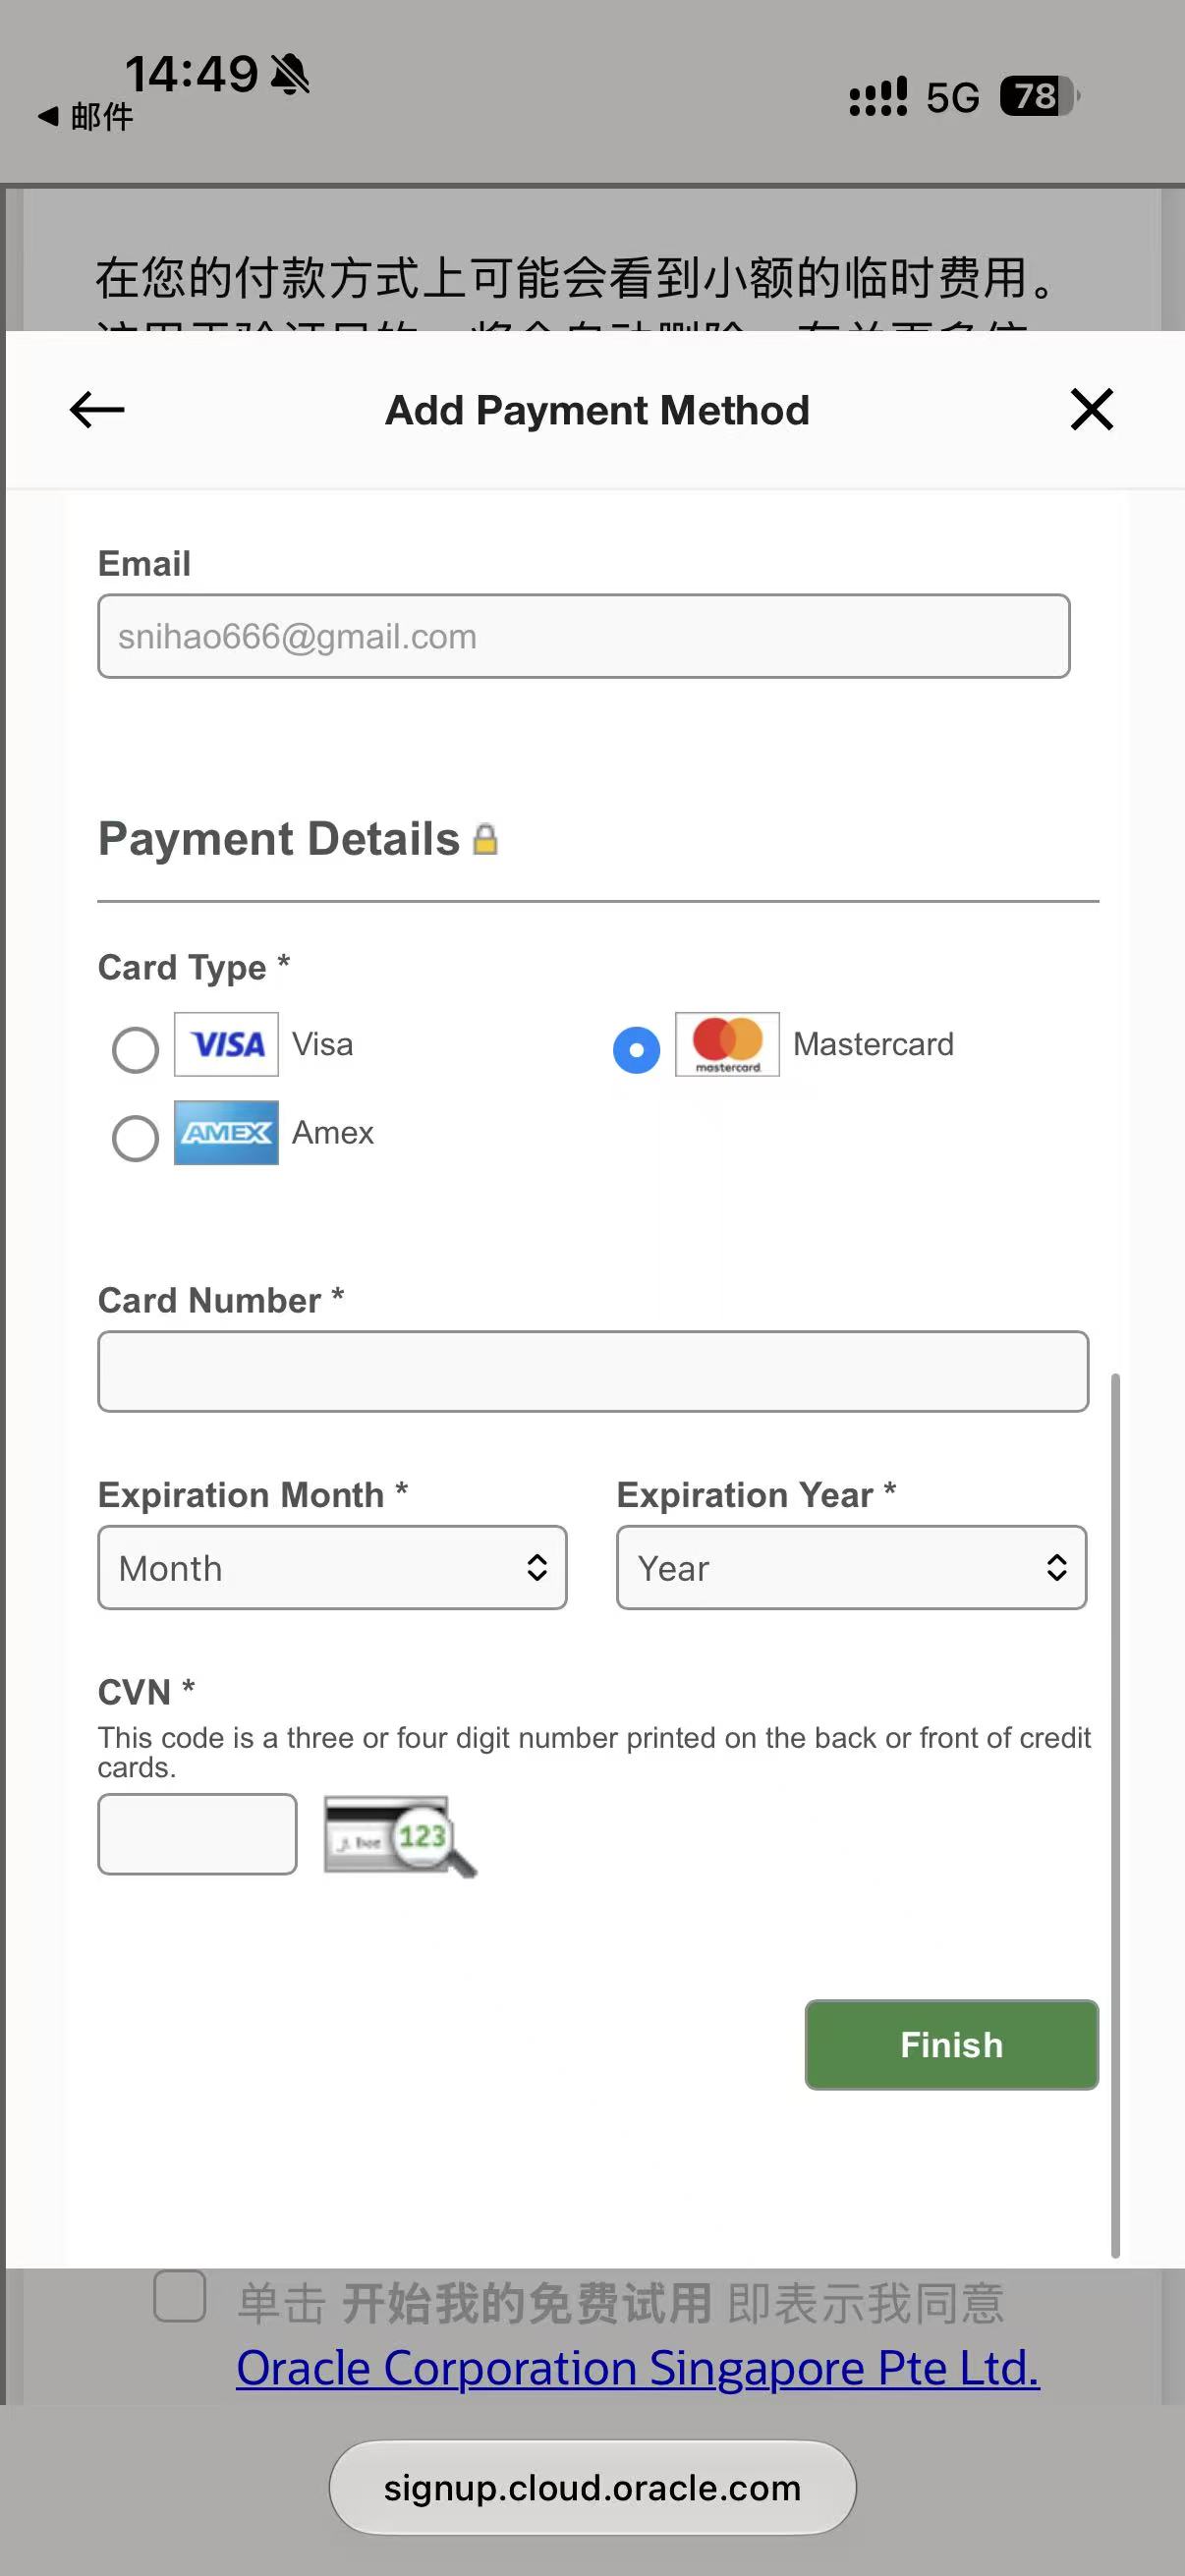 14:49
5G
78
邮件
在您的付款方式上可能会看到小额的临时费用。
Add Payment Method
Email
snihao666@gmail.com
Payment Details
Card Type *
VISA Visa
mastercard Mastercard
AMEX Amex
Card Number *
Expiration Month *
Expiration Year *
Month
Year
CVN *
This code is a three or four digit number printed on the back or front of credit
cards.
J. Doe 123
Finish
单击 开始我的免费试用 即表示我同意
Oracle Corporation Singapore Pte Ltd.
signup.cloud.oracle.com